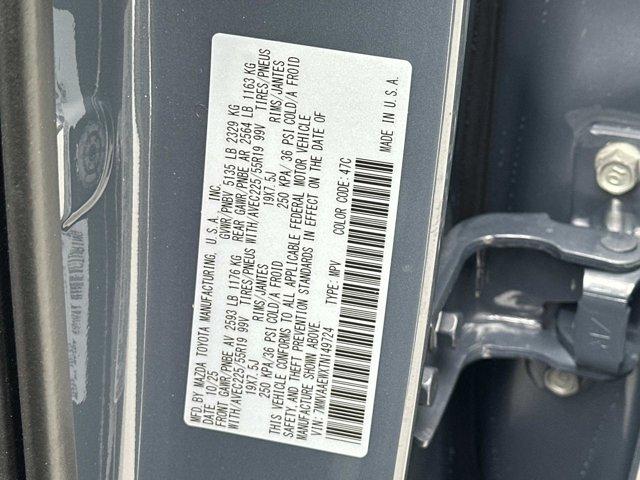 MFD.BY MAZDA TOYOTA MANUFACTURING, U.S.A., INC.
DATE: 10/25 GVWR/PNBV 5135 LB 2329 KG
FRONT GAWR/PNBE AV 2593 LB 1176 KG REAR GAWR/PNBE AR 2564 LB 1163 KG
WITH/AVEC225/55R19 99V TIRES/PNEUS WITH/AVEC225/55R19 99V TIRES/PNEUS
19X7.5J RIMS/JANTES 19X7.5J RIMS/JANTES
250 KPA/36 PSI COLD/A FROID 250 KPA/36 PSI COLD/A FROID
THIS VEHICLE CONFORMS TO ALL APPLICABLE FEDERAL MOTOR VEHICLE
SAFETY, AND THEFT PREVENTION STANDARDS IN EFFECT ON THE DATE OF
MANUFACTURE SHOWN ABOVE.
TYPE: MPV COLOR CODE: 47C MADE IN U.S.A.